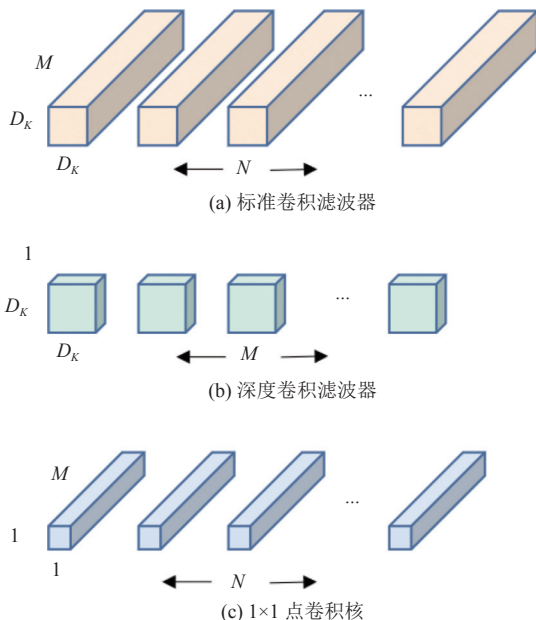 M
D_K
...
D_K
N
(a) 标准卷积滤波器
1
D_K
...
D_K
M
(b) 深度卷积滤波器
M
...
1
1
N
(c) 1×1 点卷积核